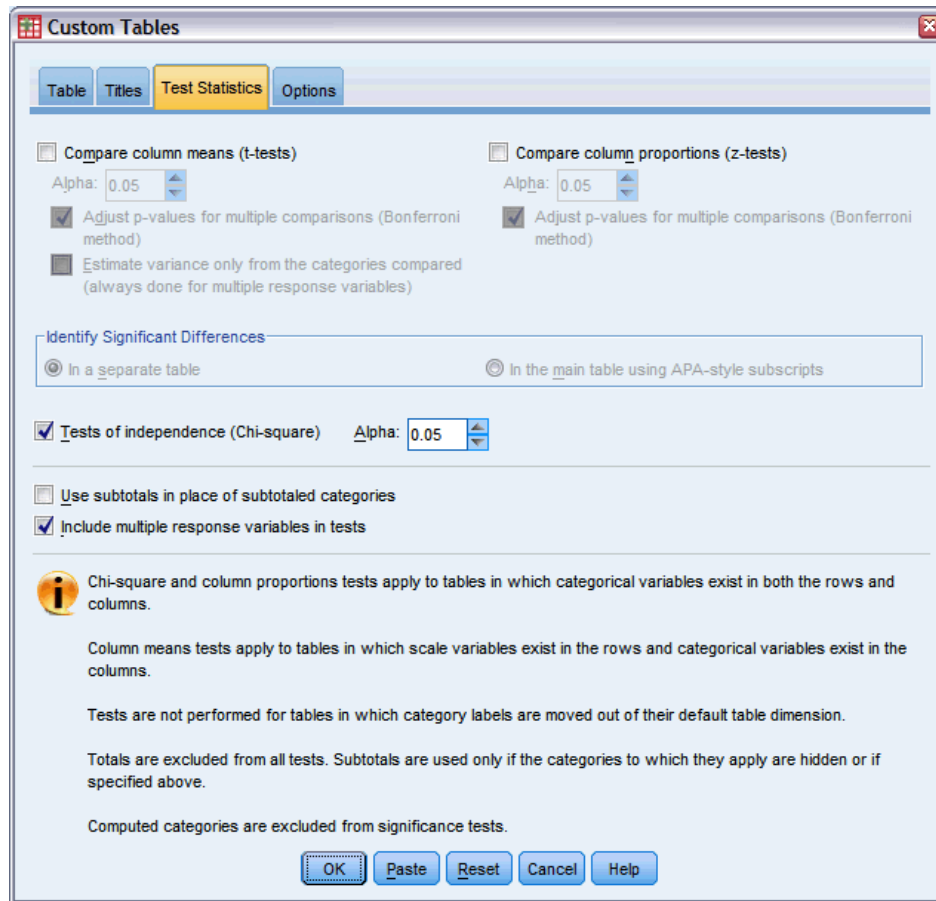 Custom Tables
Table Titles Test Statistics Options
Compare column means (t-tests)
Alpha: 0.05
Adjust p-values for multiple comparisons (Bonferroni
method)
Estimate variance only from the categories compared
(always done for multiple response variables)
Compare column proportions (z-tests)
Alpha: 0.05
Adjust p-values for multiple comparisons (Bonferroni
method)
Identify Significant Differences
In a separate table
In the main table using APA-style subscripts
Tests of independence (Chi-square) Alpha: 0.05
Use subtotals in place of subtotaled categories
Include multiple response variables in tests
Chi-square and column proportions tests apply to tables in which categorical variables exist in both the rows and
columns.
Column means tests apply to tables in which scale variables exist in the rows and categorical variables exist in the
columns.
Tests are not performed for tables in which category labels are moved out of their default table dimension.
Totals are excluded from all tests. Subtotals are used only if the categories to which they apply are hidden or if
specified above.
Computed categories are excluded from significance tests.
OK Paste Reset Cancel Help